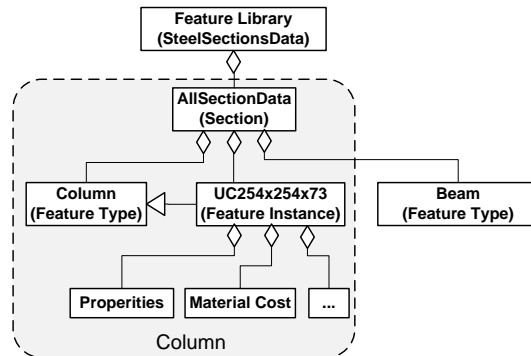 Feature Library
(SteelSectionsData)
AllSectionData
(Section)
Column
(Feature Type)
UC254x254x73
(Feature Instance)
Beam
(Feature Type)
Properities
Material Cost
...
Column